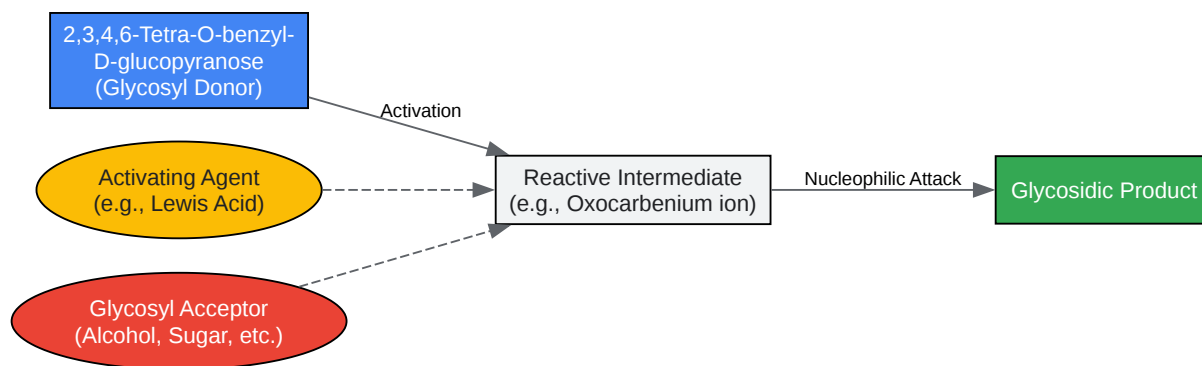 2,3,4,6-Tetra-O-benzyl-
D-glucopyranose
(Glycosyl Donor)
Activation
Activating Agent
(e.g., Lewis Acid)
Reactive Intermediate
(e.g., Oxocarbenium ion)
Nucleophilic Attack
Glycosidic Product
Glycosyl Acceptor
(Alcohol, Sugar, etc.)